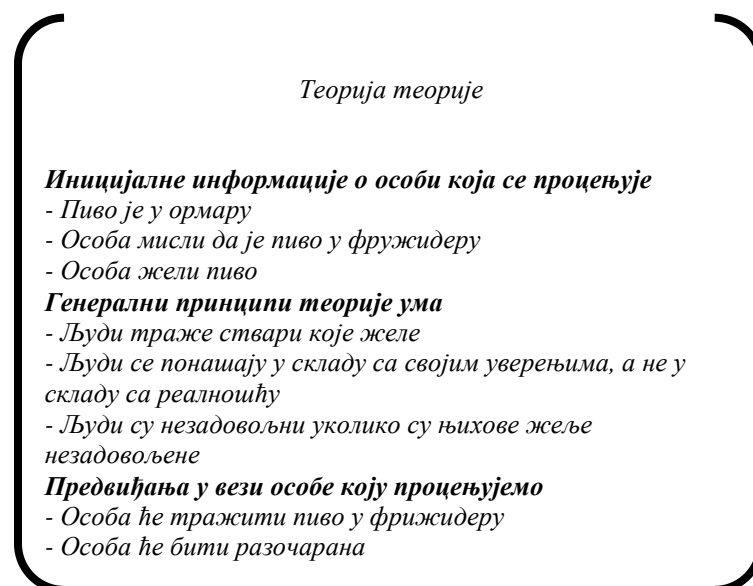 Теорија теорије
Иницијалне информације о особи која се процењује
- Пиво је у ормару
- Особа мисли да је пиво у фружидеру
- Особа жели пиво
Генерални принципи теорије ума
- Људи траже ствари које желе
- Људи се понашају у складу са својим уверењима, а не у
складу са реалношћу
- Људи су незадовољни уколико су њихове жеље
незадовољене
Предвиђања у вези особе коју процењујемо
- Особа ће тражити пиво у фрижидеру
- Особа ће бити разочарана